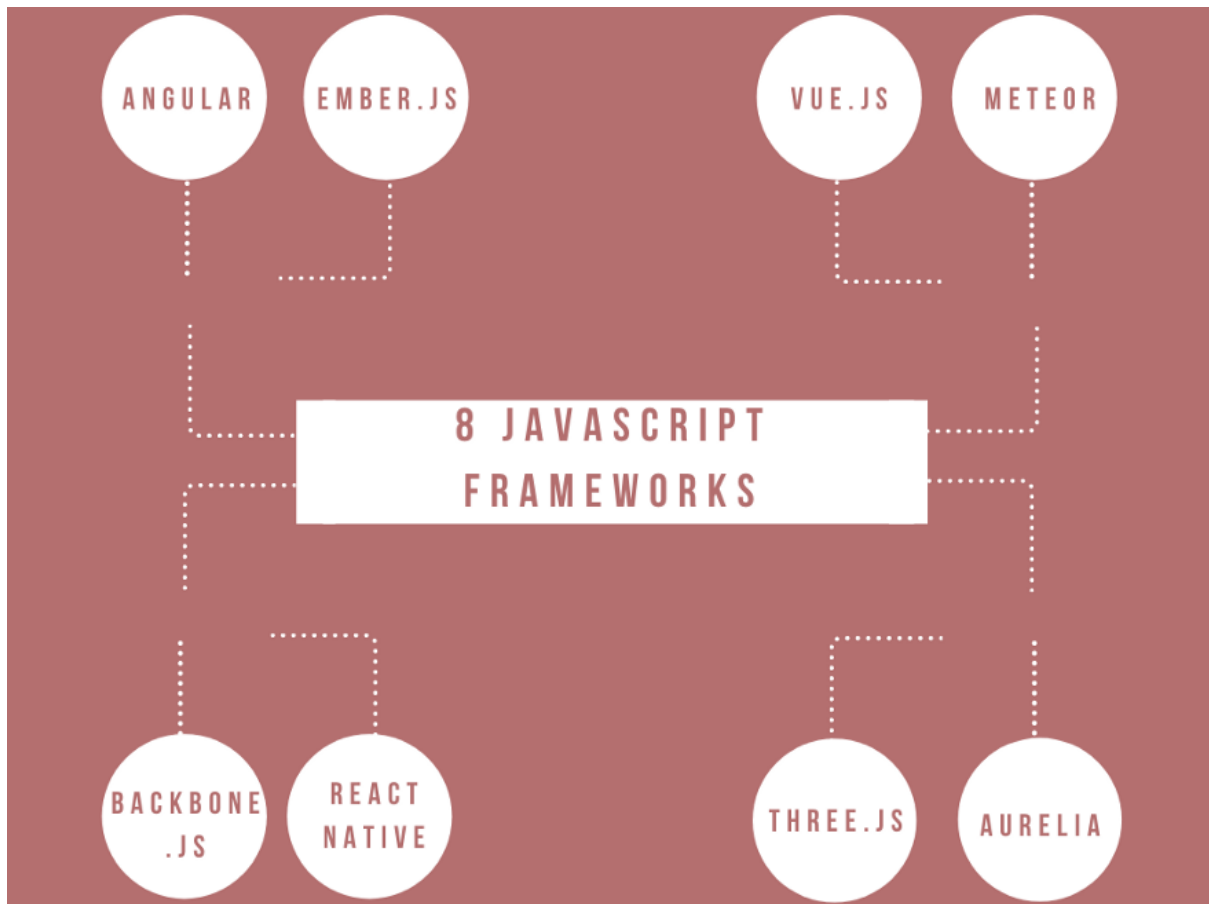 ANGULAR
EMBER.JS
VUE.JS
METEOR
8 JAVASCRIPT
FRAMEWORKS
BACKBONE
.JS
REACT
NATIVE
THREE.JS
AURELIA